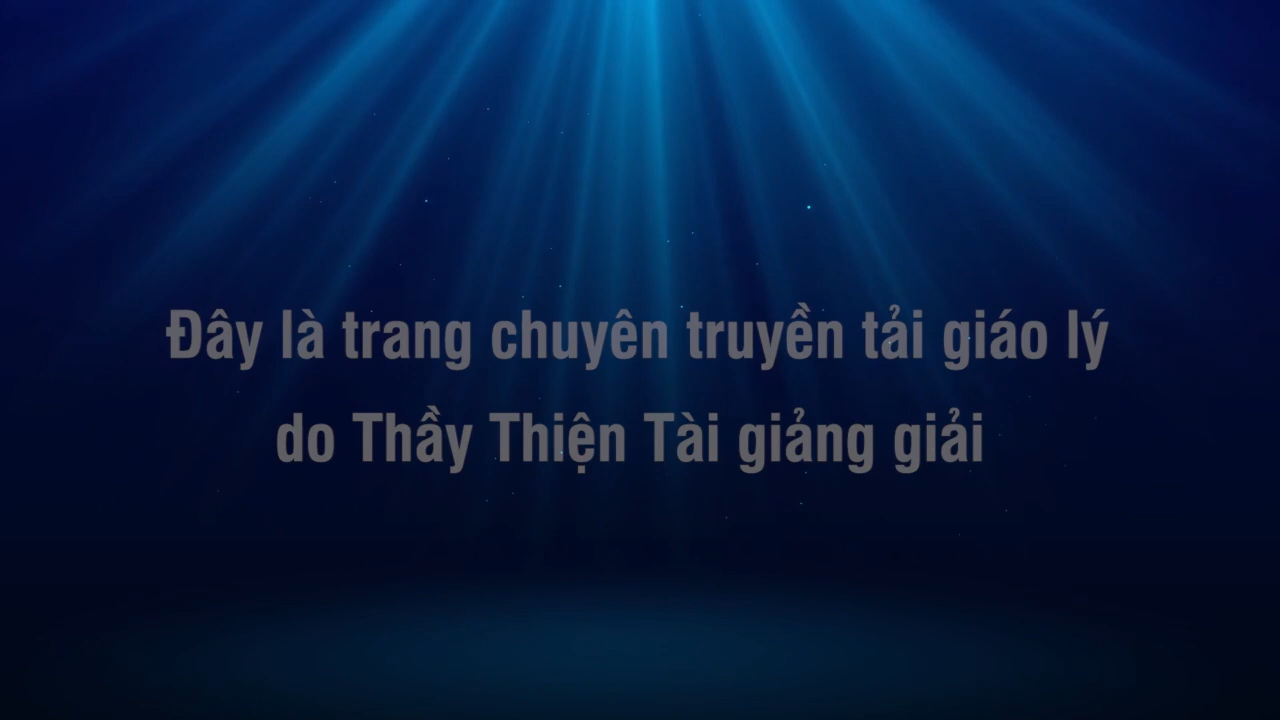 Đây là trang chuyên truyền tải giáo lý
do Thầy Thiện Tài giảng giải